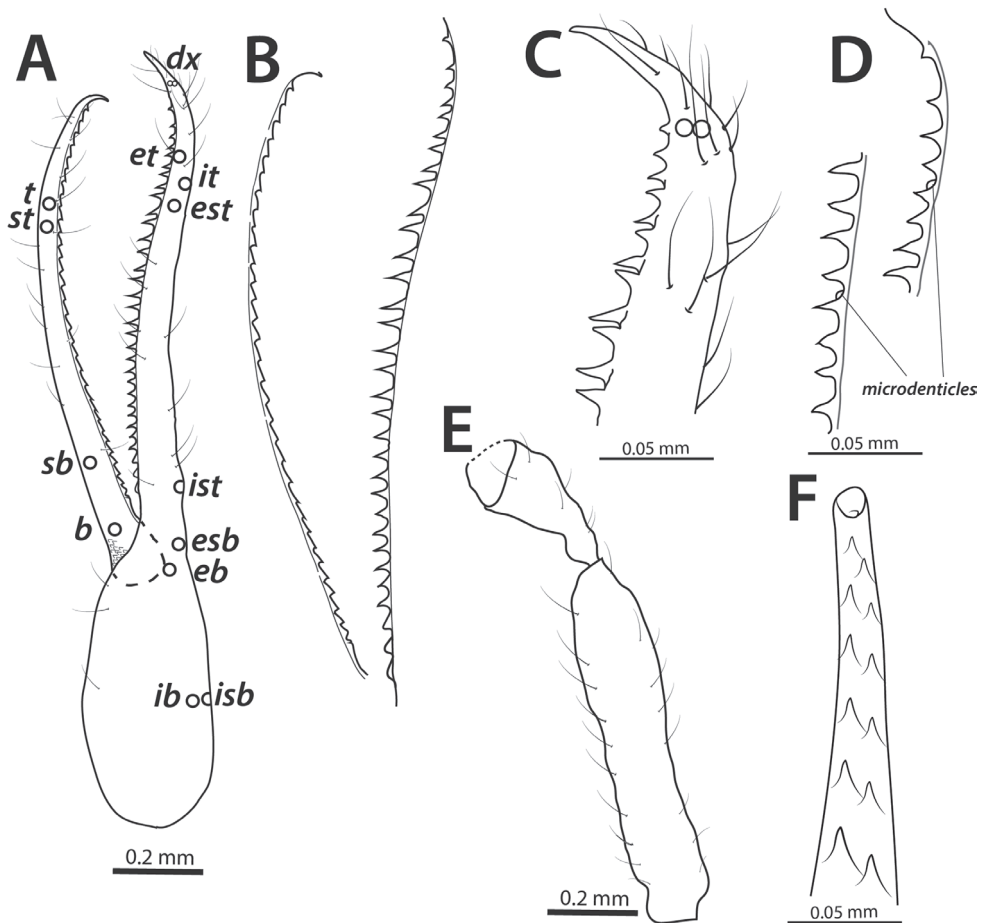 A
dx
et
it
t
est
st
sb
ist
b
esb
eb
ib
isb
0.2 mm
B
C
0.05 mm
D
microdenticles
0.05 mm
E
0.2 mm
F
0.05 mm